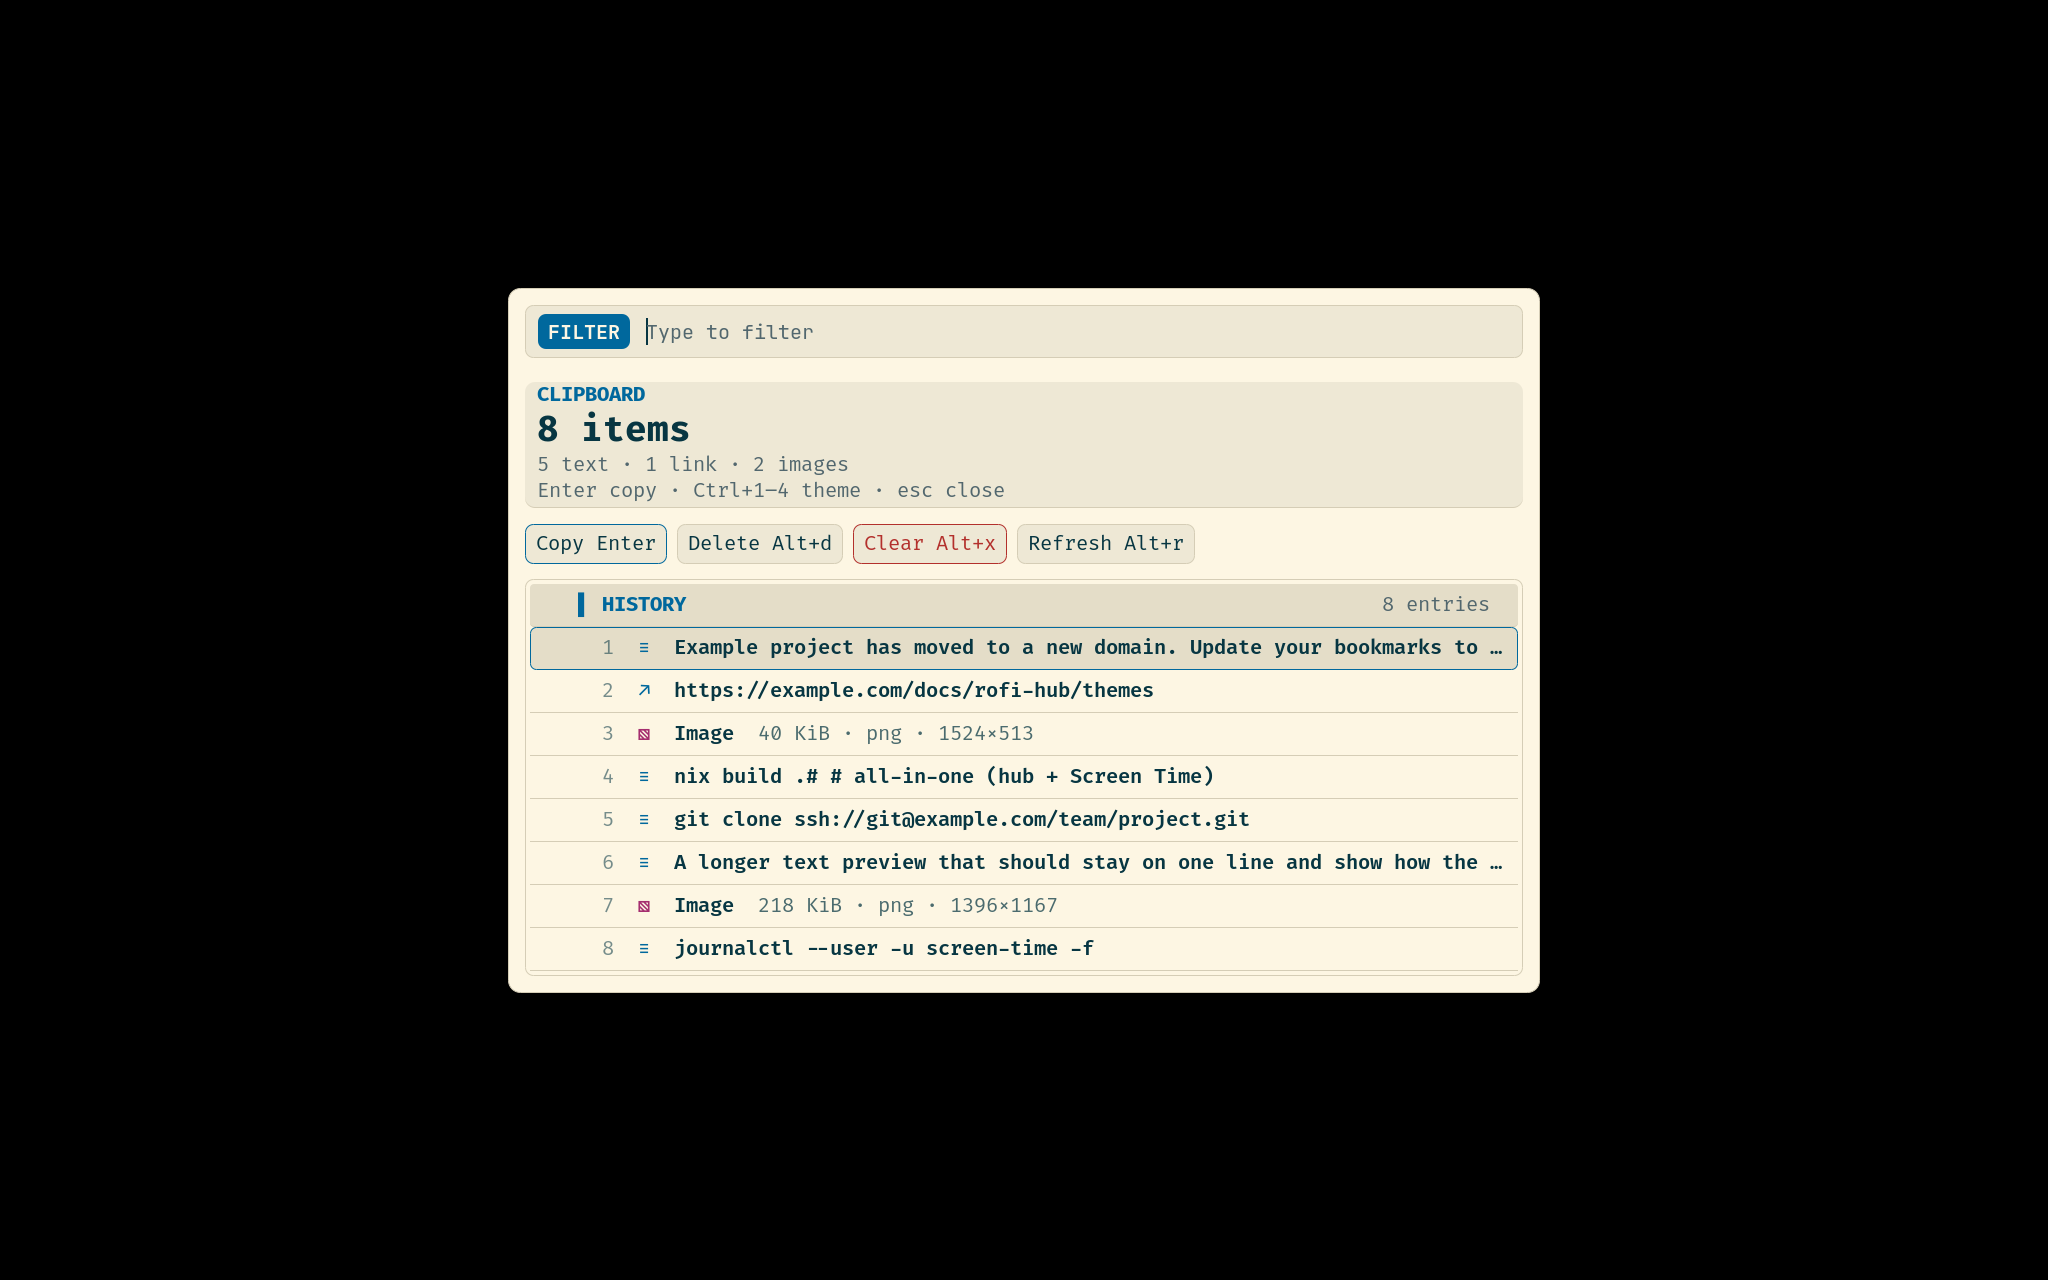 FILTER Type to filter
CLIPBOARD
8 items
5 text · 1 link · 2 images
Enter copy · Ctrl+1–4 theme · esc close
Copy Enter Delete Alt+d Clear Alt+x Refresh Alt+r
HISTORY 8 entries
1 ≡ Example project has moved to a new domain. Update your bookmarks to …
2 ↗ https://example.com/docs/rofi-hub/themes
3 ▧ Image 40 KiB · png · 1524×513
4 ≡ nix build .# # all-in-one (hub + Screen Time)
5 ≡ git clone ssh://git@example.com/team/project.git
6 ≡ A longer text preview that should stay on one line and show how the …
7 ▧ Image 218 KiB · png · 1396×1167
8 ≡ journalctl --user -u screen-time -f